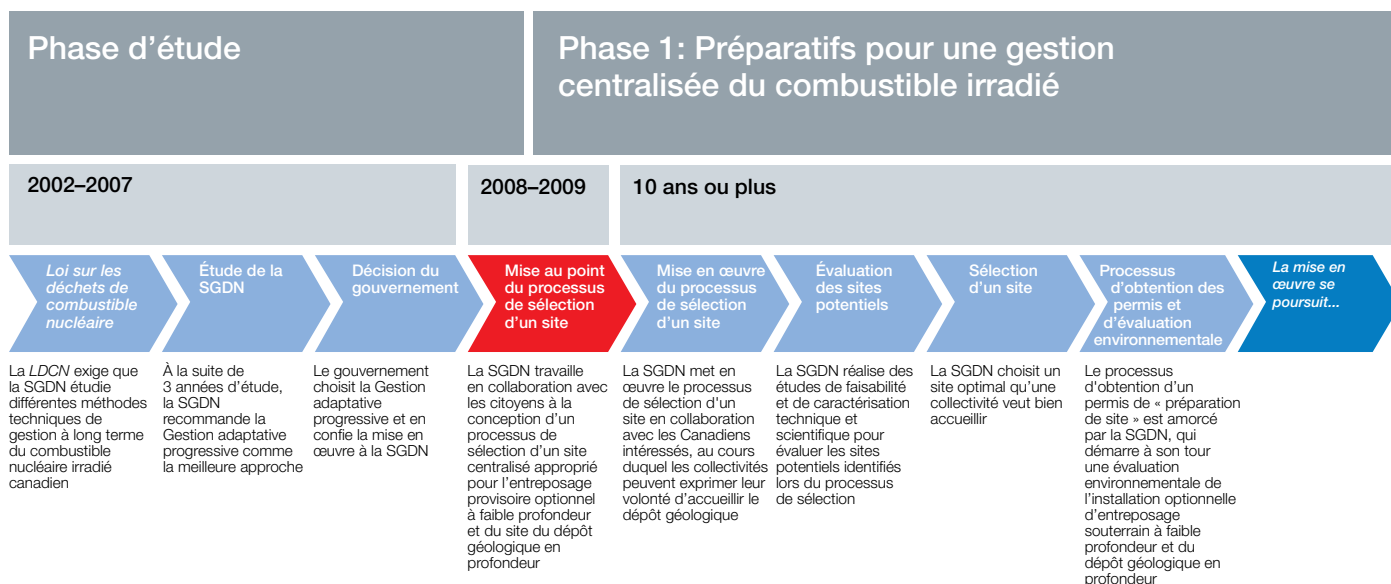 Phase d'étude
Phase 1: Préparatifs pour une gestion
centralisée du combustible irradié
2002–2007
2008–2009
10 ans ou plus
Loi sur les
déchets de
combustible
nucléaire
Étude de la
SGDN
Décision du
gouvernement
Mise au point
du processus
de sélection
d'un site
Mise en œuvre
du processus
de sélection
d'un site
Évaluation
des sites
potentiels
Sélection
d'un site
Processus
d'obtention des
permis et
d'évaluation
environnementale
La mise en
œuvre se
poursuit...
La LDCN exige que
la SGDN étudie
différentes méthodes
techniques de
gestion à long terme
du combustible
nucléaire irradié
canadien
À la suite de
3 années d'étude,
la SGDN
recommande la
Gestion adaptative
progressive comme
la meilleure approche
Le gouvernement
choisit la Gestion
adaptative
progressive et en
confie la mise en
œuvre à la SGDN
La SGDN travaille
en collaboration avec
les citoyens à la
conception d'un
processus de
sélection d'un site
centralisé approprié
pour l'entreposage
provisoire optionnel
à faible profondeur
et du site du dépôt
géologique en
profondeur
La SGDN met en
œuvre le processus
de sélection d'un
site en collaboration
avec les Canadiens
intéressés, au cours
duquel les collectivités
peuvent exprimer leur
volonté d'accueillir le
dépôt géologique
La SGDN réalise des
études de faisabilité
et de caractérisation
technique et
scientifique pour
évaluer les sites
potentiels identifiés
lors du processus
de sélection
La SGDN choisit un
site optimal qu'une
collectivité veut bien
accueillir
Le processus
d'obtention d'un
permis de « préparation
de site » est amorcé
par la SGDN, qui
démarre à son tour
une évaluation
environnementale de
l'installation optionnelle
d'entreposage
souterrain à faible
profondeur et du
dépôt géologique en
profondeur